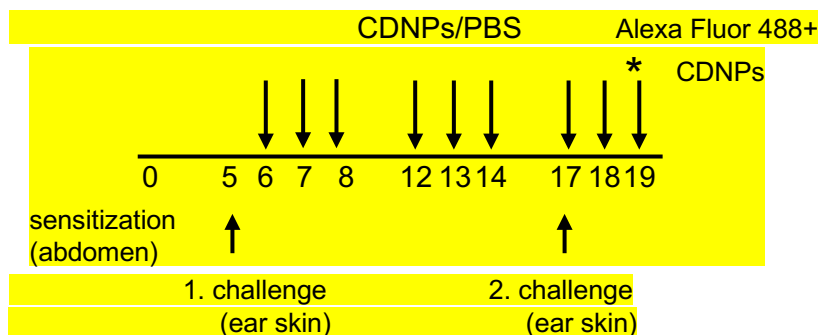 CDNPs/PBS Alexa Fluor 488+
* CDNPs
0 5 6 7 8 12 13 14 17 18 19
sensitization
(abdomen)
1. challenge 2. challenge
(ear skin) (ear skin)